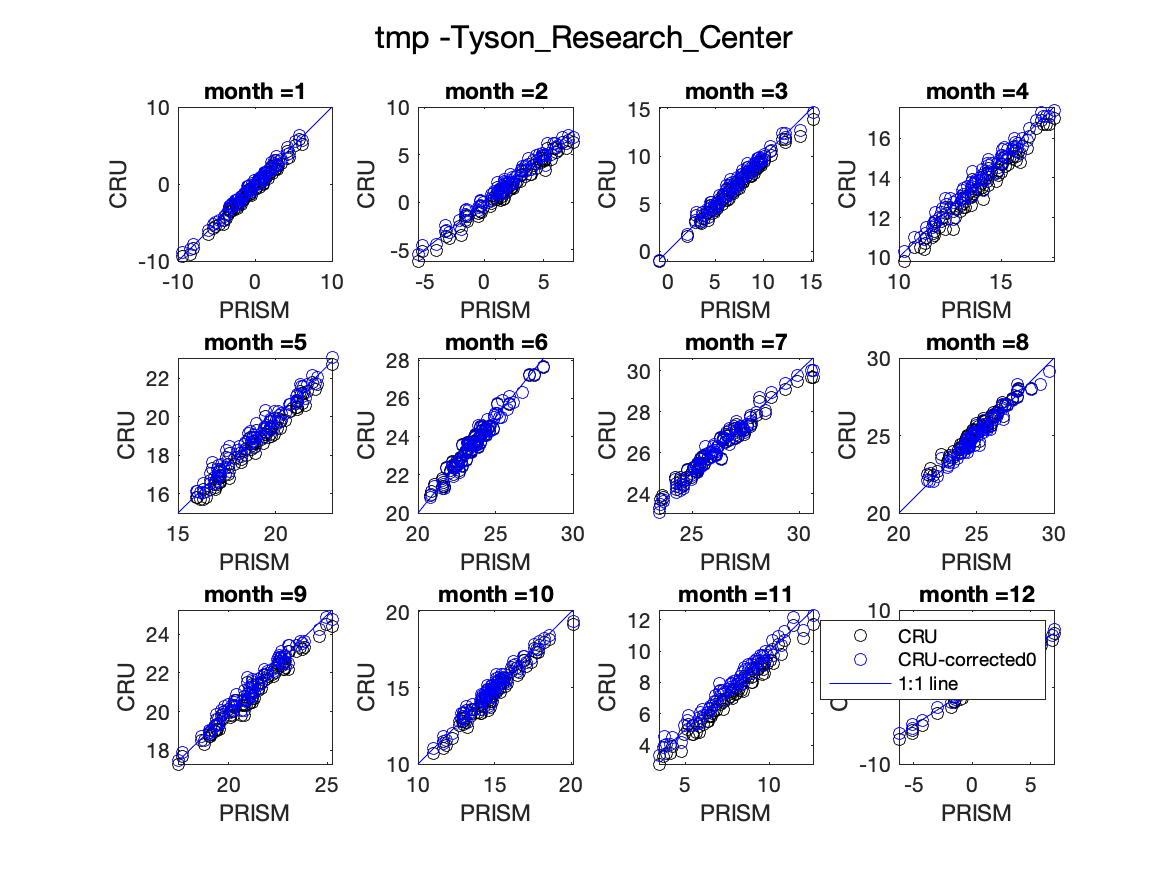 tmp -Tyson_Research_Center
month =1
month =2
month =3
month =4
10
0
-10
CRU
-10
0
10
PRISM
10
5
0
-5
CRU
-5
0
5
PRISM
15
10
5
0
CRU
0
5
10
15
PRISM
16
14
12
10
CRU
10
15
PRISM
month =5
month =6
month =7
month =8
22
20
18
16
CRU
15
20
PRISM
28
26
24
22
20
CRU
20
25
30
PRISM
30
28
26
24
CRU
25
30
PRISM
30
25
20
CRU
20
25
30
PRISM
month =9
month =10
month =11
month =12
24
22
20
18
CRU
20
25
PRISM
20
15
10
CRU
10
15
20
PRISM
12
10
8
6
4
CRU
5
10
PRISM
10
-10
-5
0
5
PRISM
CRU
CRU-corrected0
1:1 line